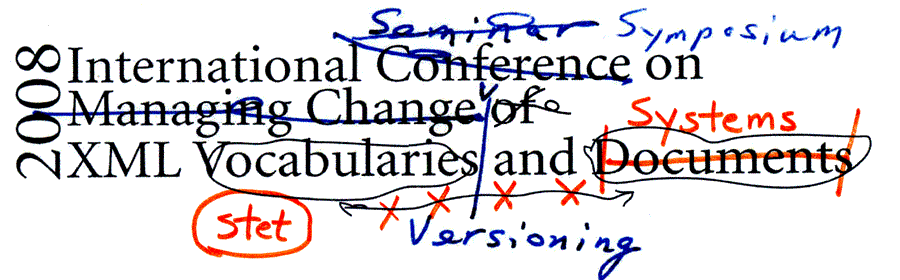 Seminar Symposium
2008
International Conference on
Managing Change of
Systems
XML Vocabularies and Documents
stet
Versioning